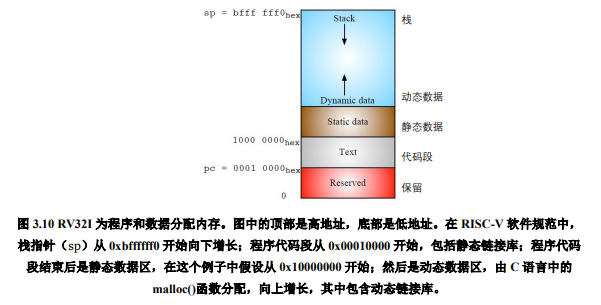 sp = bfff fff0hex
Stack
栈
Dynamic data
动态数据
Static data
静态数据
1000 0000hex
Text
代码段
pc = 0001 0000hex
Reserved
保留
0
图 3.10 RV32I 为程序和数据分配内存。图中的顶部是高地址，底部是低地址。在 RISC-V 软件规范中，
栈指针（sp）从 0xbffffff0 开始向下增长；程序代码段从 0x00010000 开始，包括静态链接库；程序代码
段结束后是静态数据区，在这个例子中假设从 0x10000000 开始；然后是动态数据区，由 C 语言中的
malloc()函数分配，向上增长，其中包含动态链接库。